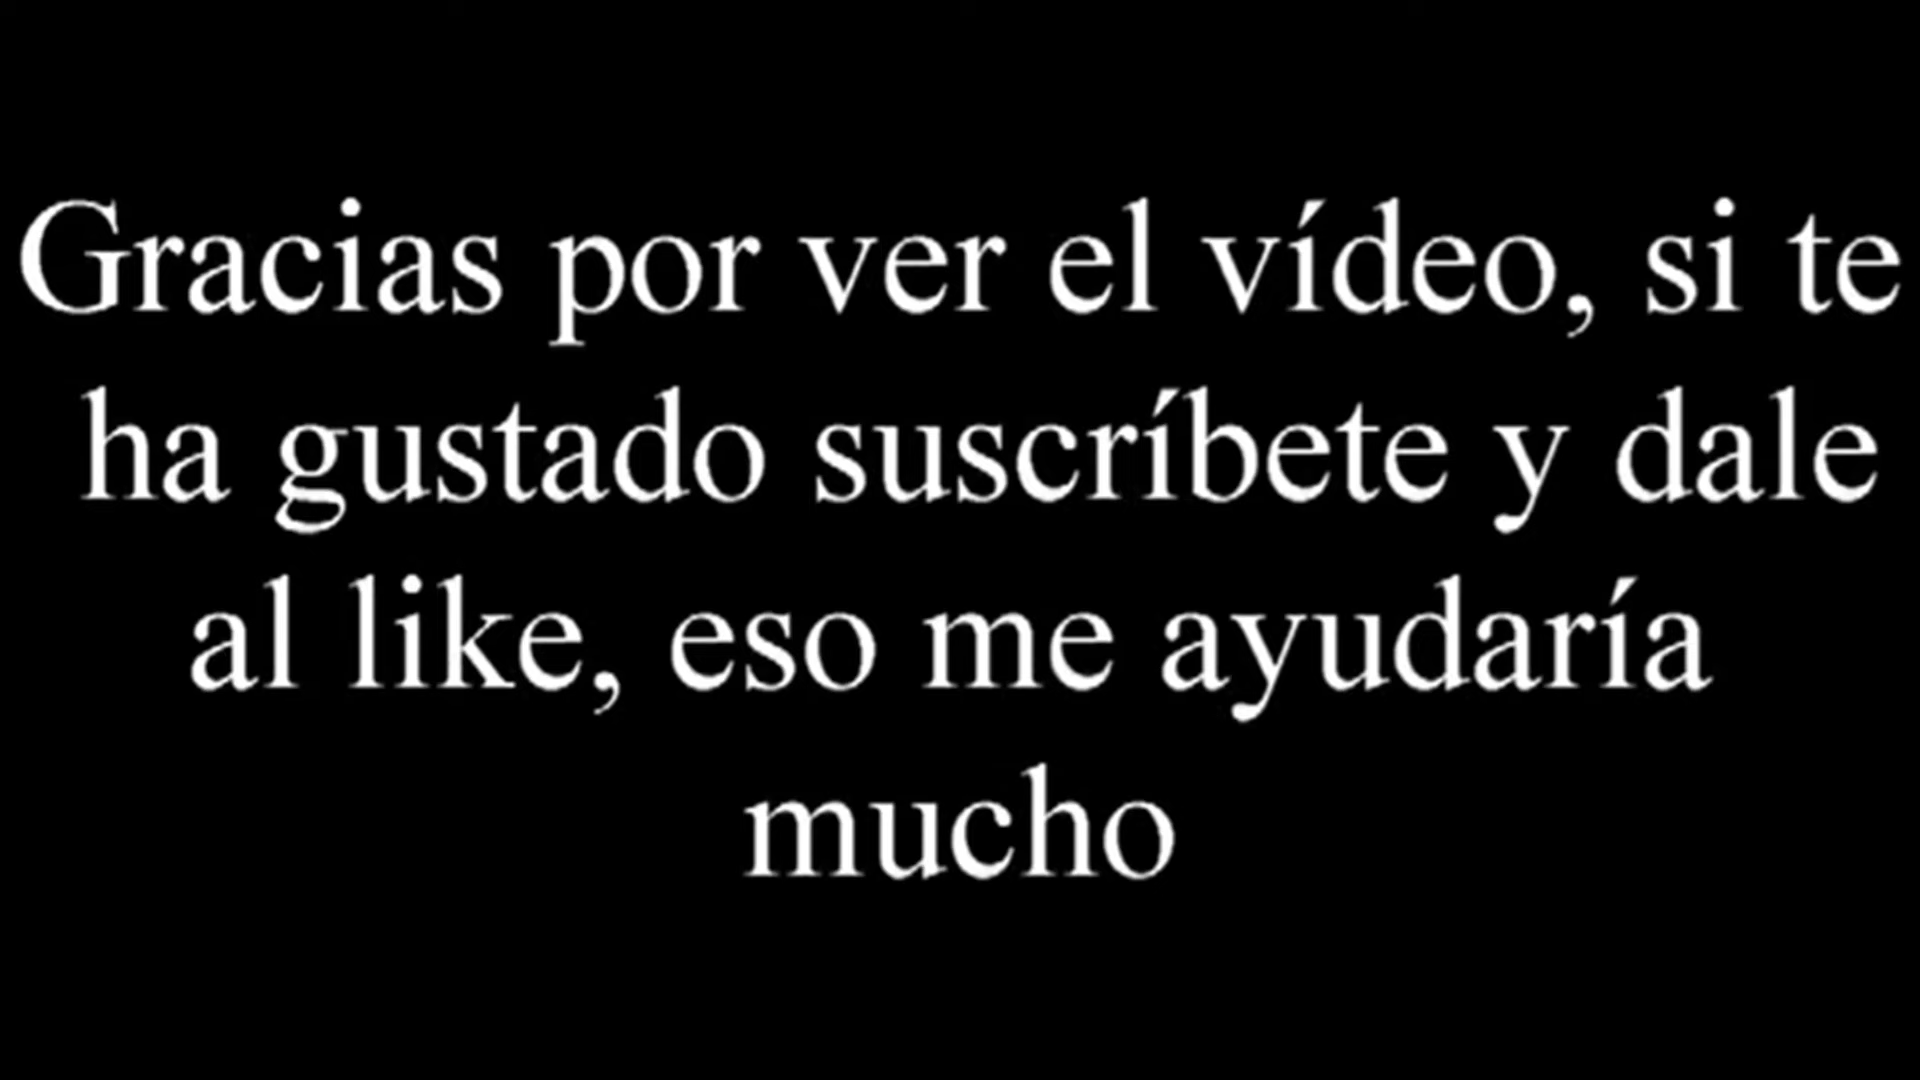 Gracias por ver el vídeo, si te
ha gustado suscríbete y dale
al like, eso me ayudaría
mucho